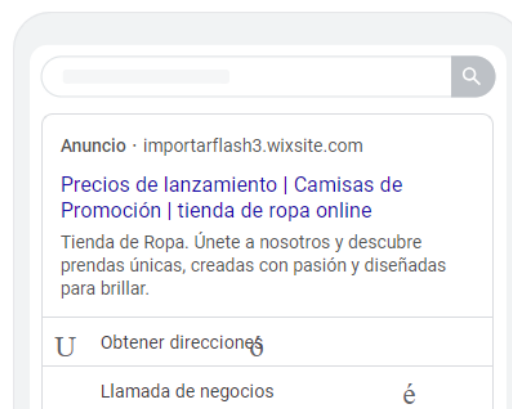 Anuncio · importarflash3.wixsite.com
Precios de lanzamiento | Camisas de
Promoción | tienda de ropa online
Tienda de Ropa. Únete a nosotros y descubre
prendas únicas, creadas con pasión y diseñadas
para brillar.
U Obtener direcciones ó
Llamada de negocios é